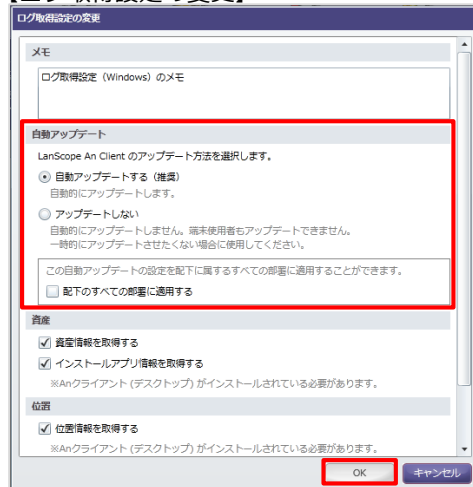 ログ取得設定の変更
メモ
ログ取得設定（Windows）のメモ
自動アップデート
LanScope An Client のアップデート方法を選択します。
自動アップデートする（推奨）
自動的にアップデートします。
アップデートしない
自動的にアップデートしません。端末使用者もアップデートできません。
一時的にアップデートさせたくない場合に使用してください。
この自動アップデートの設定を配下に属するすべての部署に適用することができます。
配下のすべての部署に適用する
資産
資産情報を取得する
インストールアプリ情報を取得する
※Anクライアント (デスクトップ) がインストールされている必要があります。
位置
位置情報を取得する
※Anクライアント (デスクトップ) がインストールされている必要があります。
OK
キャンセル